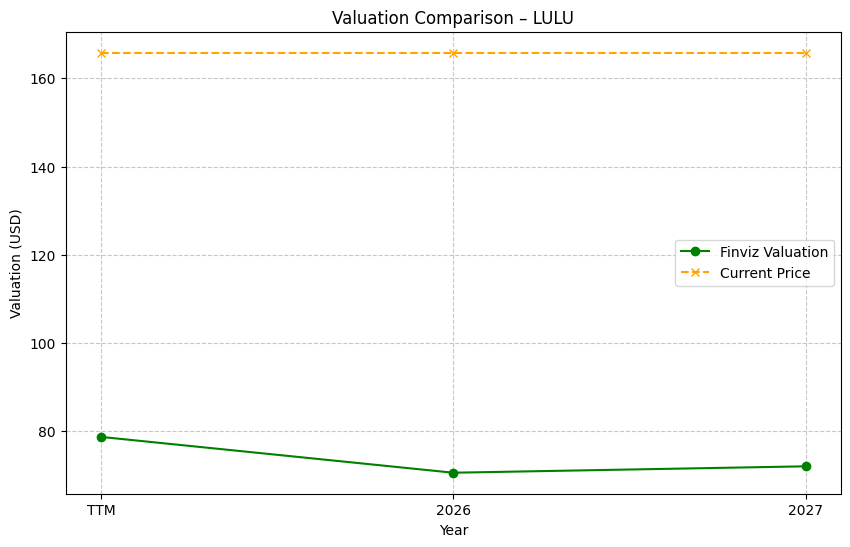 Valuation Comparison – LULU
Valuation (USD)
160
140
120
100
80
Finviz Valuation
Current Price
TTM
2026
2027
Year